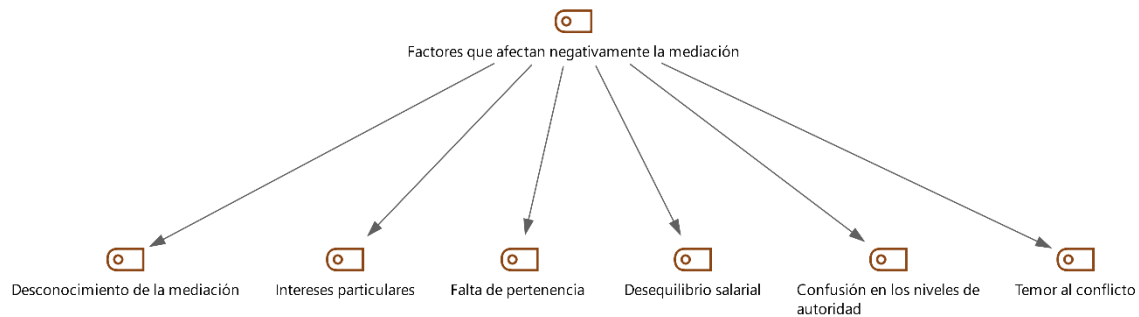 Factores que afectan negativamente la mediación
Desconocimiento de la mediación
Intereses particulares
Falta de pertenencia
Desequilibrio salarial
Confusión en los niveles de
autoridad
Temor al conflicto